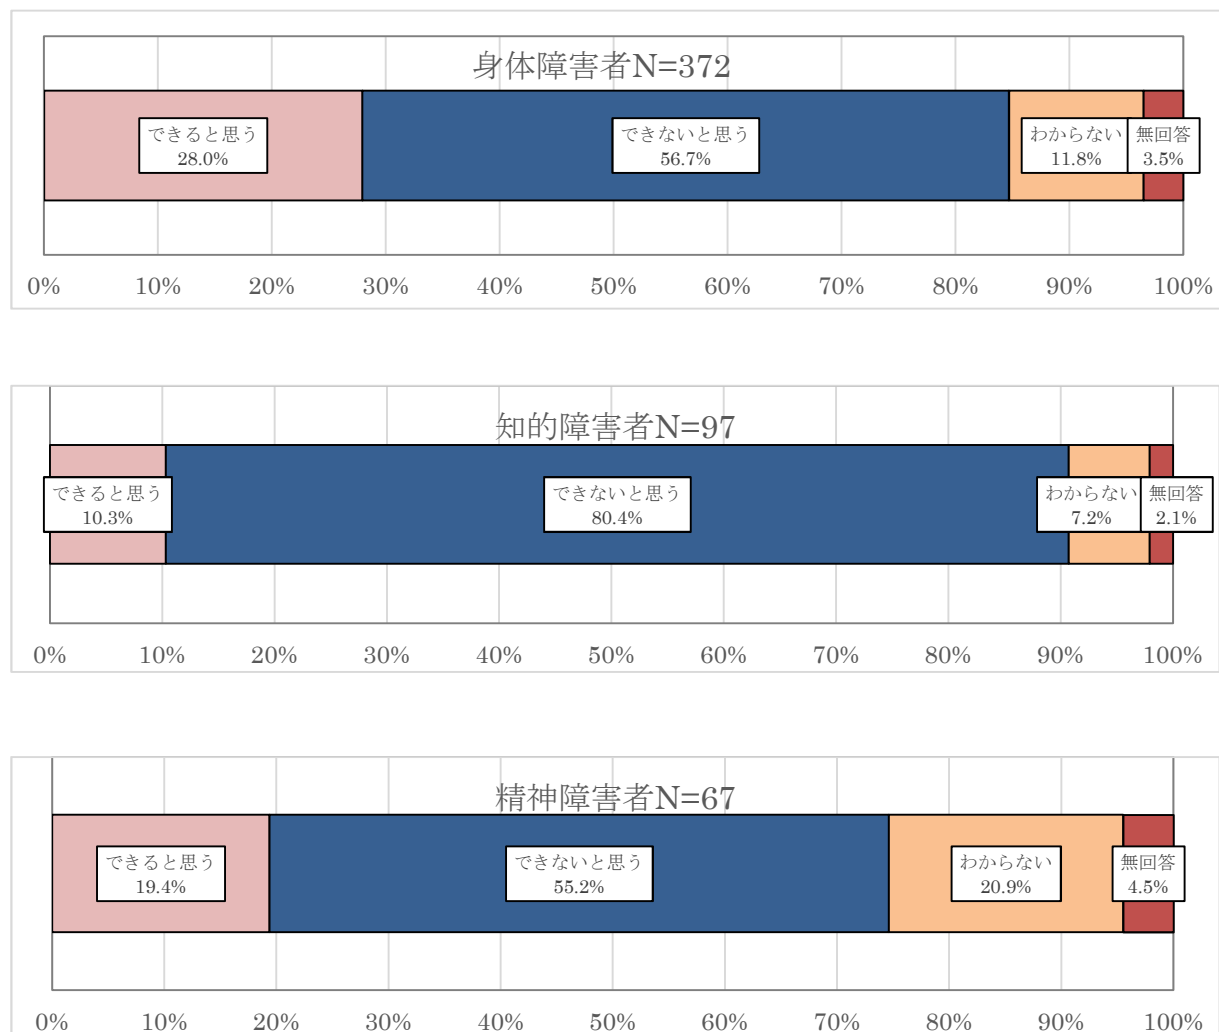 身体障害者N=372
できると思う
28.0%
できないと思う
56.7%
わからない
11.8%
無回答
3.5%
0% 10% 20% 30% 40% 50% 60% 70% 80% 90% 100%
知的障害者N=97
できると思う
10.3%
できないと思う
80.4%
わからない
7.2%
無回答
2.1%
0% 10% 20% 30% 40% 50% 60% 70% 80% 90% 100%
精神障害者N=67
できると思う
19.4%
できないと思う
55.2%
わからない
20.9%
無回答
4.5%
0% 10% 20% 30% 40% 50% 60% 70% 80% 90% 100%